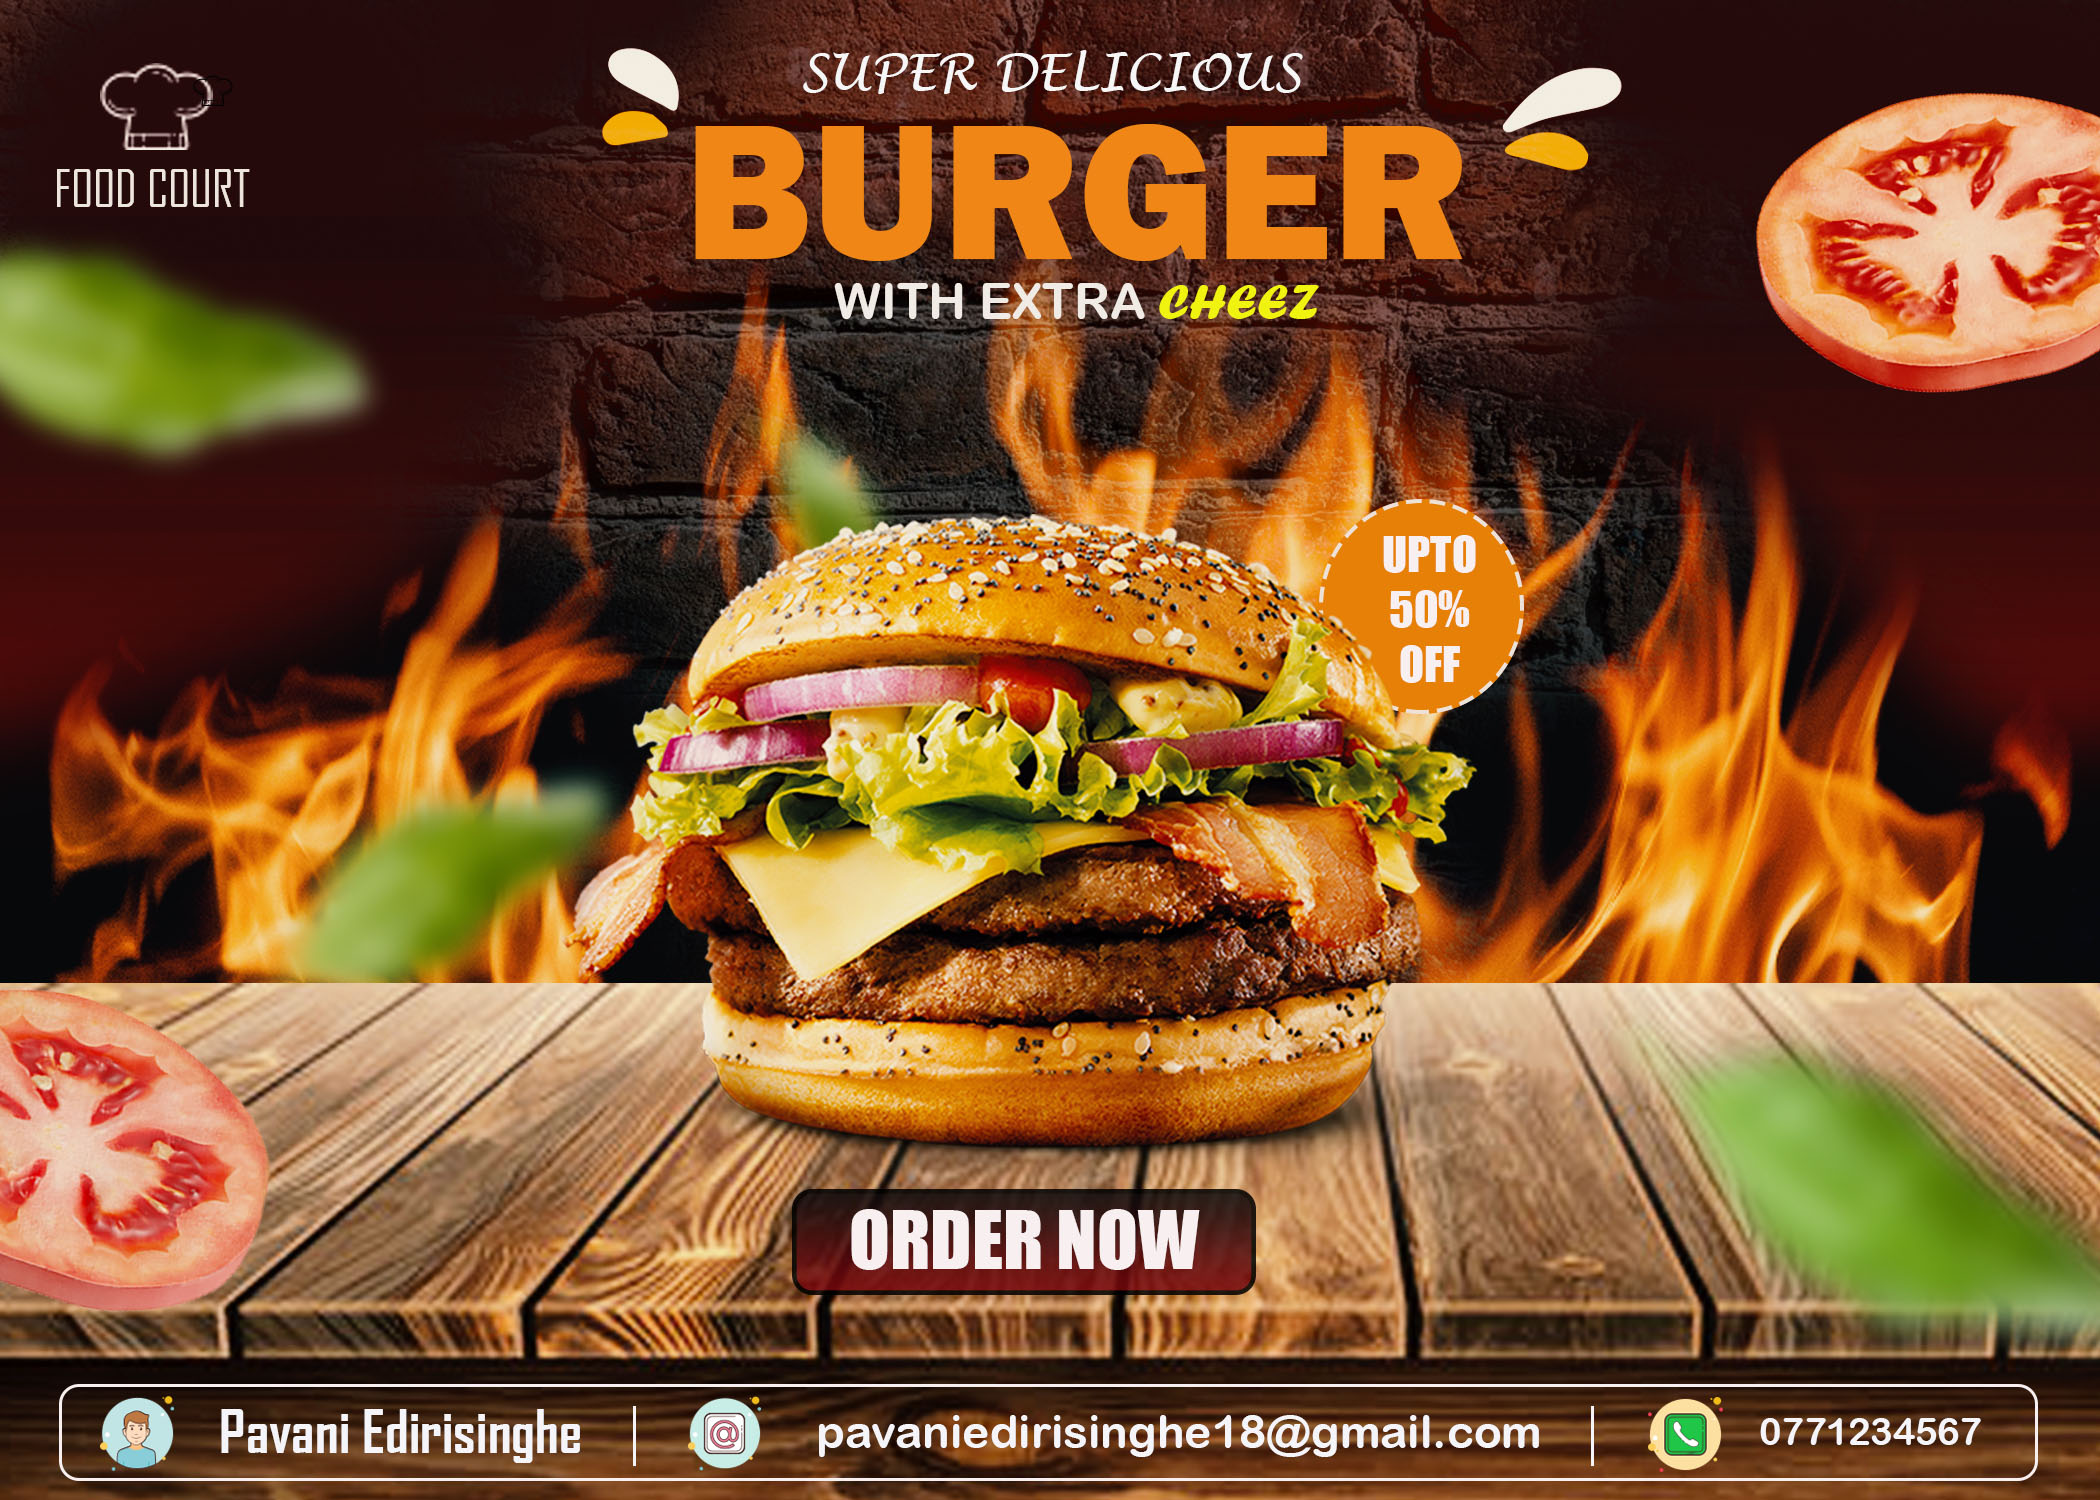 FOOD COURT
SUPER DELICIOUS
BURGER
WITH EXTRA CHEEZ
UPTO
50%
OFF
ORDER NOW
Pavani Edirisinghe
pavaniedirisinghe18@gmail.com
0771234567